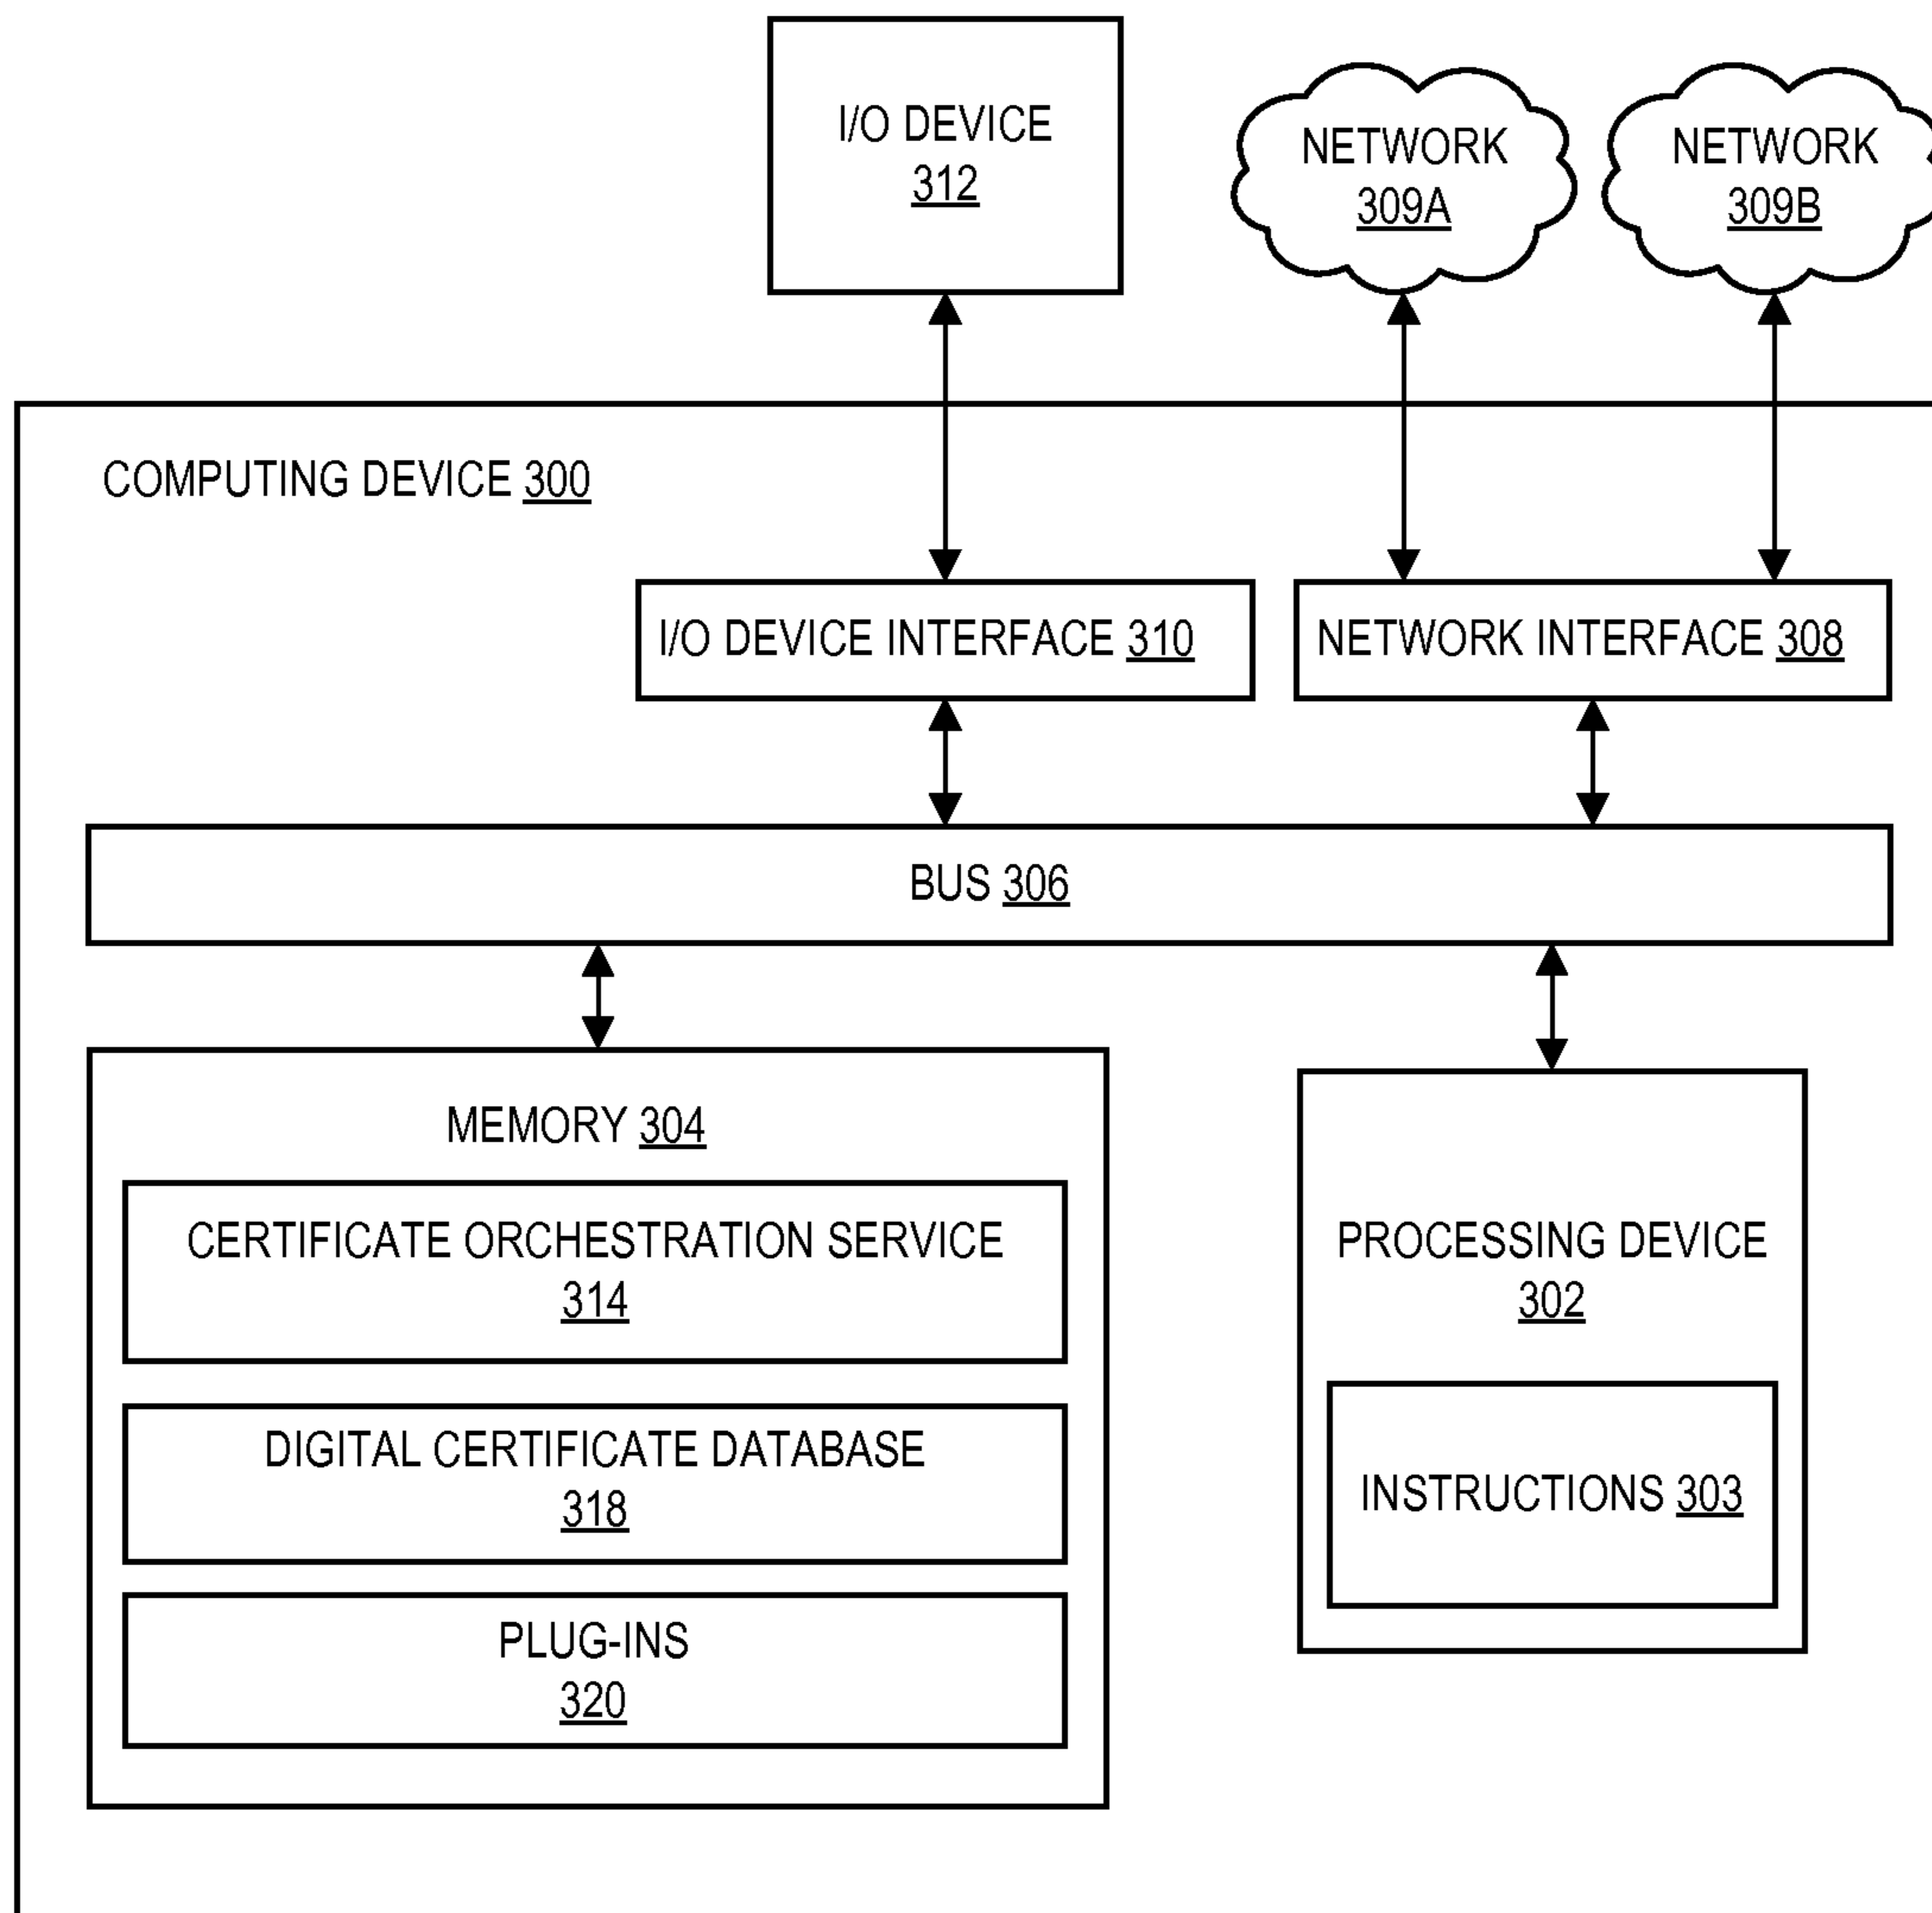 I/O DEVICE
312
NETWORK
309A
NETWORK
309B
COMPUTING DEVICE 300
I/O DEVICE INTERFACE 310
NETWORK INTERFACE 308
BUS 306
MEMORY 304
CERTIFICATE ORCHESTRATION SERVICE
314
DIGITAL CERTIFICATE DATABASE
318
PLUG-INS
320
PROCESSING DEVICE
302
INSTRUCTIONS 303